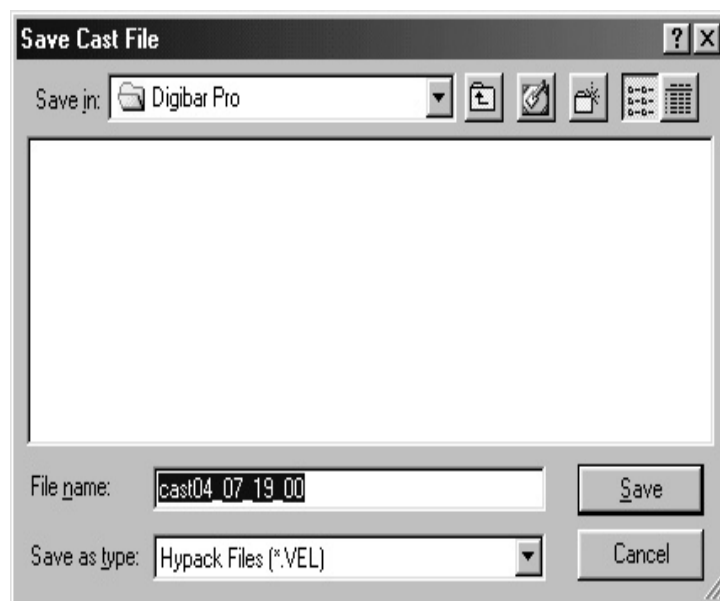 Save Cast File
Save in: Digibar Pro
File name: cast04_07_19_00 Save
Save as type: Hypack Files (*.VEL) Cancel